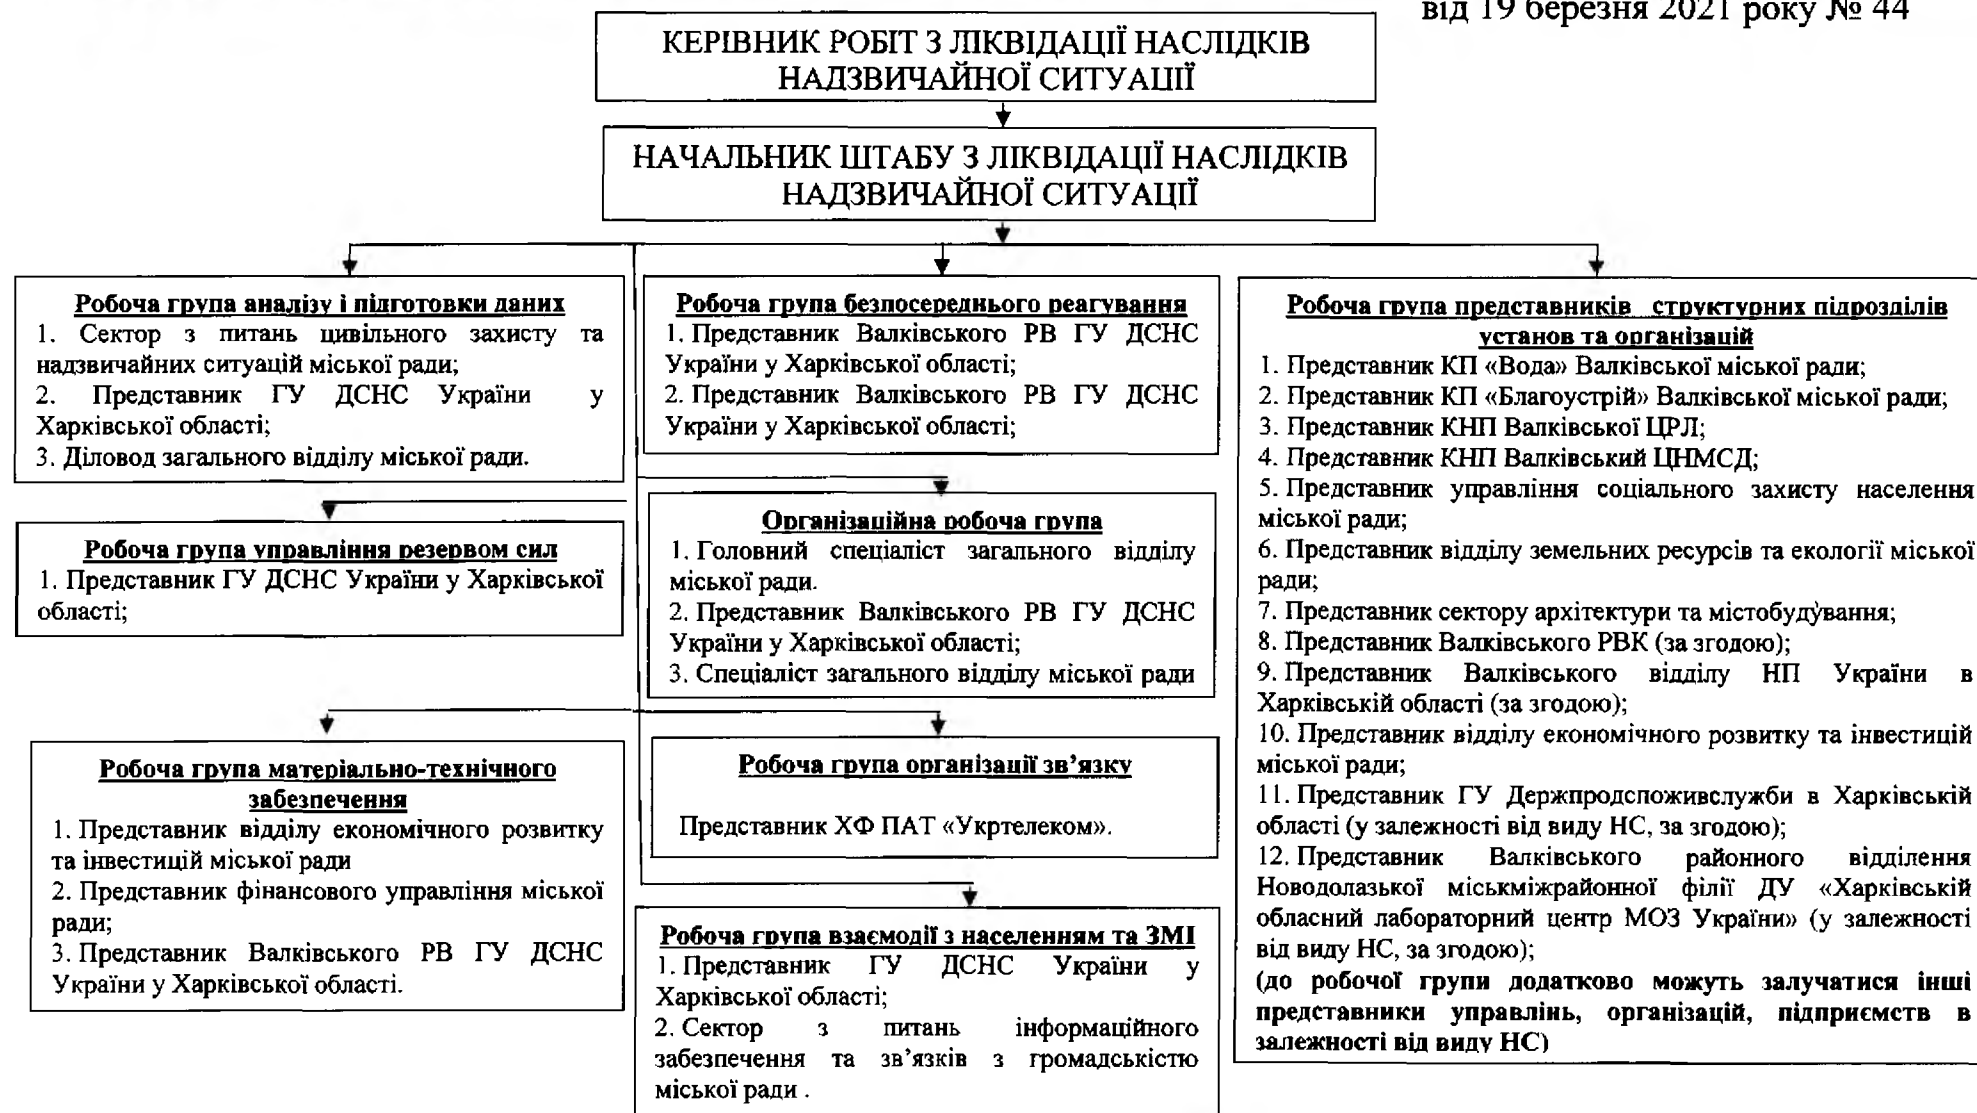 від 19 березня 2021 року № 44
КЕРІВНИК РОБІТ З ЛІКВІДАЦІЇ НАСЛІДКІВ
НАДЗВИЧАЙНОЇ СИТУАЦІЇ
НАЧАЛЬНИК ШТАБУ З ЛІКВІДАЦІЇ НАСЛІДКІВ
НАДЗВИЧАЙНОЇ СИТУАЦІЇ
Робоча група аналізу і підготовки даних
1. Сектор з питань цивільного захисту та
надзвичайних ситуацій міської ради;
2. Представник ГУ ДСНС України у
Харківської області;
3. Діловод загального відділу міської ради.
Робоча група управління резервом сил
1. Представник ГУ ДСНС України у Харківської
області;
Робоча група матеріально-технічного
забезпечення
1. Представник відділу економічного розвитку
та інвестицій міської ради
2. Представник фінансового управління міської
ради;
3. Представник Валківського РВ ГУ ДСНС
України у Харківської області.
Робоча група безпосереднього реагування
1. Представник Валківського РВ ГУ ДСНС
України у Харківської області;
2. Представник Валківського РВ ГУ ДСНС
України у Харківської області;
Організаційна робоча група
1. Головний спеціаліст загального відділу
міської ради.
2. Представник Валківського РВ ГУ ДСНС
України у Харківської області;
3. Спеціаліст загального відділу міської ради
Робоча група організації зв’язку
Представник ХФ ПАТ «Укртелеком».
Робоча група взаємодії з населенням та ЗМІ
1. Представник ГУ ДСНС України у
Харківської області;
2. Сектор з питань інформаційного
забезпечення та зв’язків з громадськістю
міської ради .
Робоча група представників структурних підрозділів
установ та організацій
1. Представник КП «Вода» Валківської міської ради;
2. Представник КП «Благоустрій» Валківської міської ради;
3. Представник КНП Валківської ЦРЛ;
4. Представник КНП Валківський ЦНМСД;
5. Представник управління соціального захисту населення
міської ради;
6. Представник відділу земельних ресурсів та екології міської
ради;
7. Представник сектору архітектури та містобудування;
8. Представник Валківського РВК (за згодою);
9. Представник Валківського відділу НП України в
Харківській області (за згодою);
10. Представник відділу економічного розвитку та інвестицій
міської ради;
11. Представник ГУ Держпродспоживслужби в Харківській
області (у залежності від виду НС, за згодою);
12. Представник Валківського районного відділення
Новодолазької міськміжрайонної філії ДУ «Харківській
обласний лабораторний центр МОЗ України» (у залежності
від виду НС, за згодою);
(до робочої групи додатково можуть залучатися інші
представники управлінь, організацій, підприємств в
залежності від виду НС)